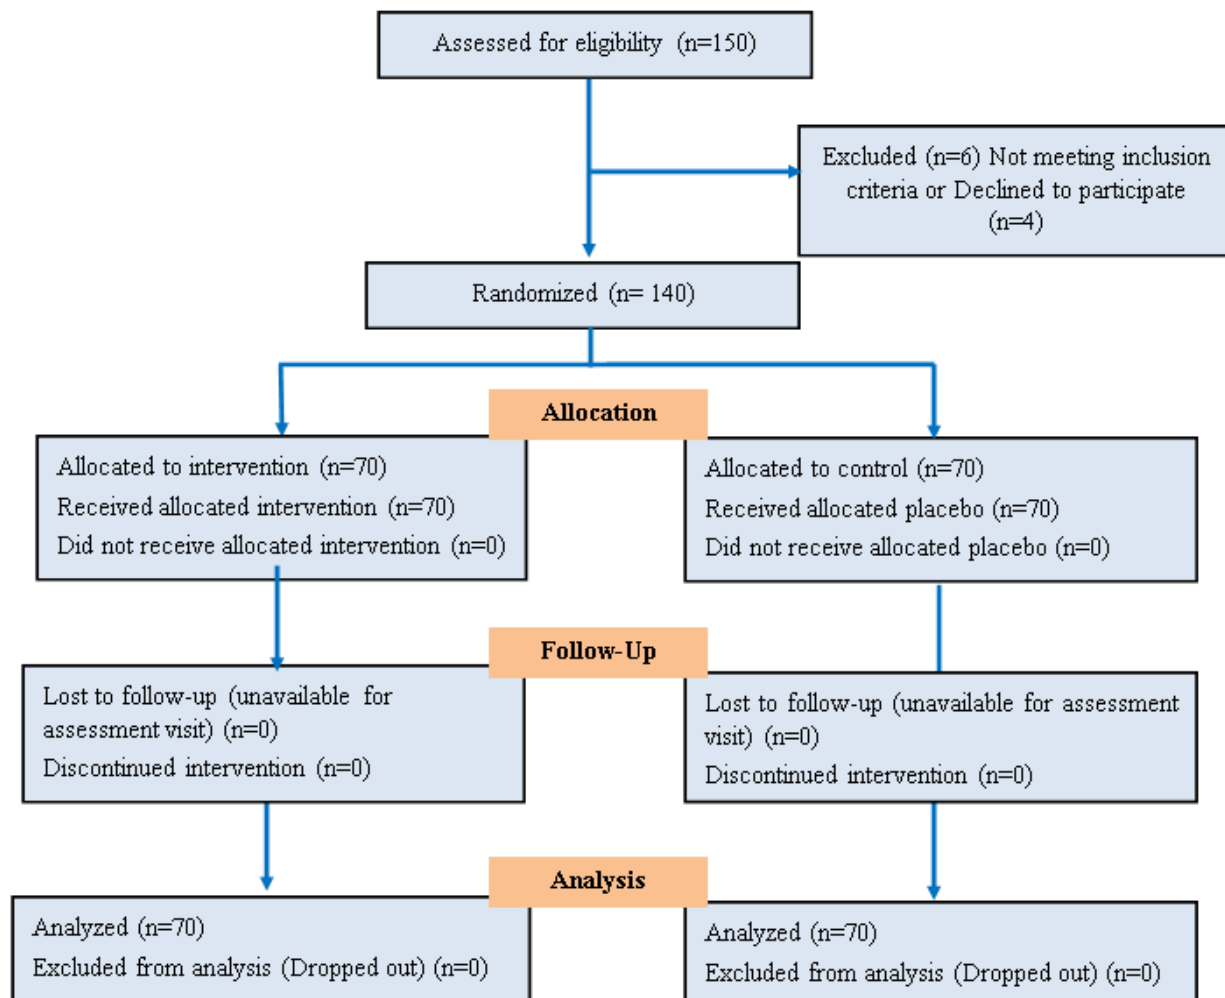 Assessed for eligibility (n=150)
Excluded (n=6) Not meeting inclusion
criteria or Declined to participate
(n=4)
Randomized (n= 140)
Allocation
Allocated to intervention (n=70)
Received allocated intervention (n=70)
Did not receive allocated intervention (n=0)
Allocated to control (n=70)
Received allocated placebo (n=70)
Did not receive allocated placebo (n=0)
Follow-Up
Lost to follow-up (unavailable for
assessment visit) (n=0)
Discontinued intervention (n=0)
Lost to follow-up (unavailable for assessment
visit) (n=0)
Discontinued intervention (n=0)
Analysis
Analyzed (n=70)
Excluded from analysis (Dropped out) (n=0)
Analyzed (n=70)
Excluded from analysis (Dropped out) (n=0)